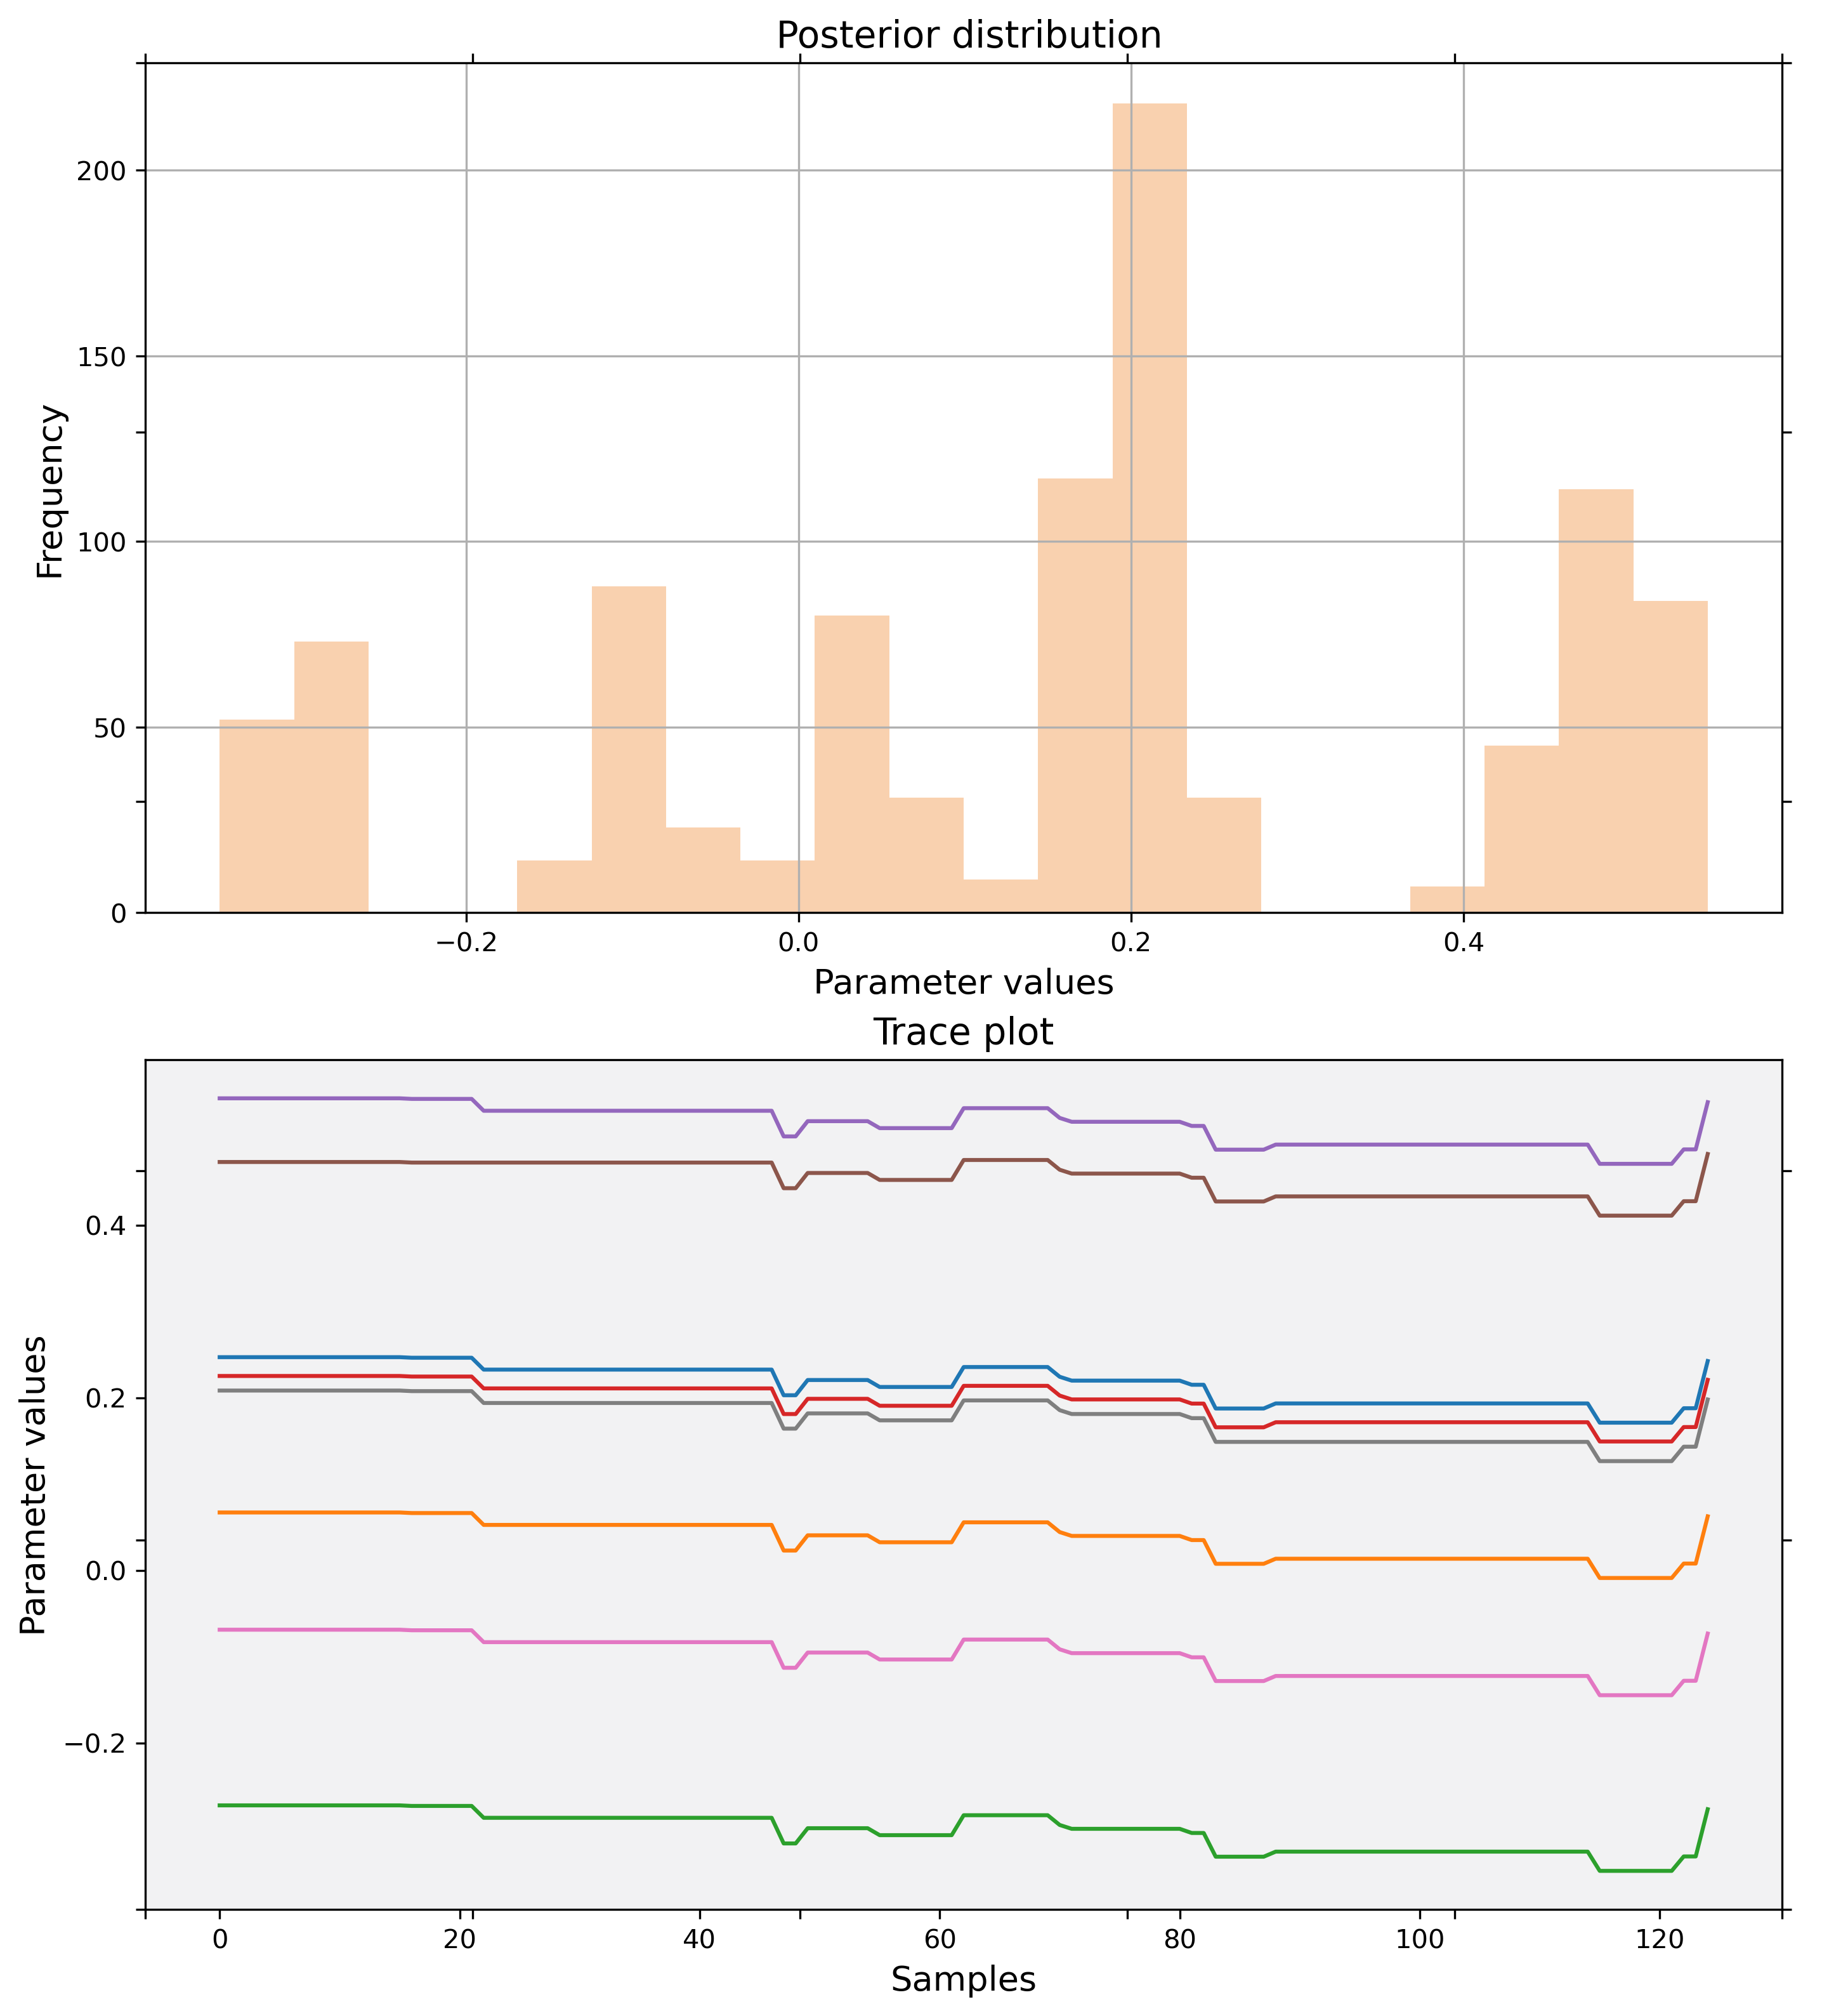 Posterior distribution
200
150
100
50
0
Frequency
−0.2 0.0 0.2 0.4
Parameter values
Trace plot
0.4
0.2
0.0
−0.2
Parameter values
0 20 40 60 80 100 120
Samples